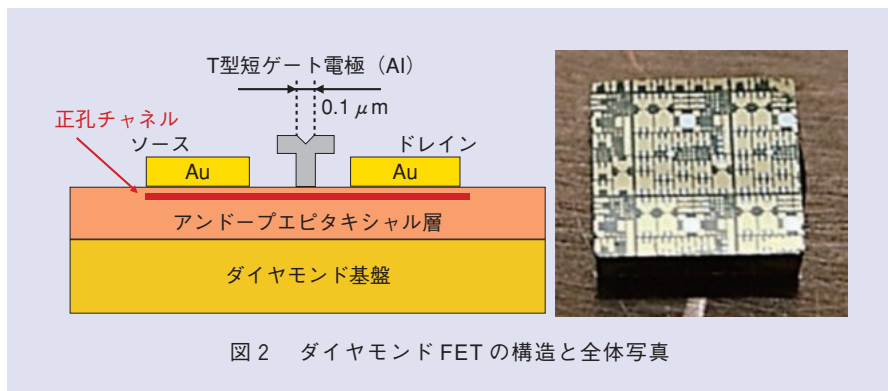 T型短ゲート電極（Al）
0.1 μm
正孔チャネル
ソース
ドレイン
Au
Au
アンドープエピタキシャル層
ダイヤモンド基盤
図2 ダイヤモンドFETの構造と全体写真